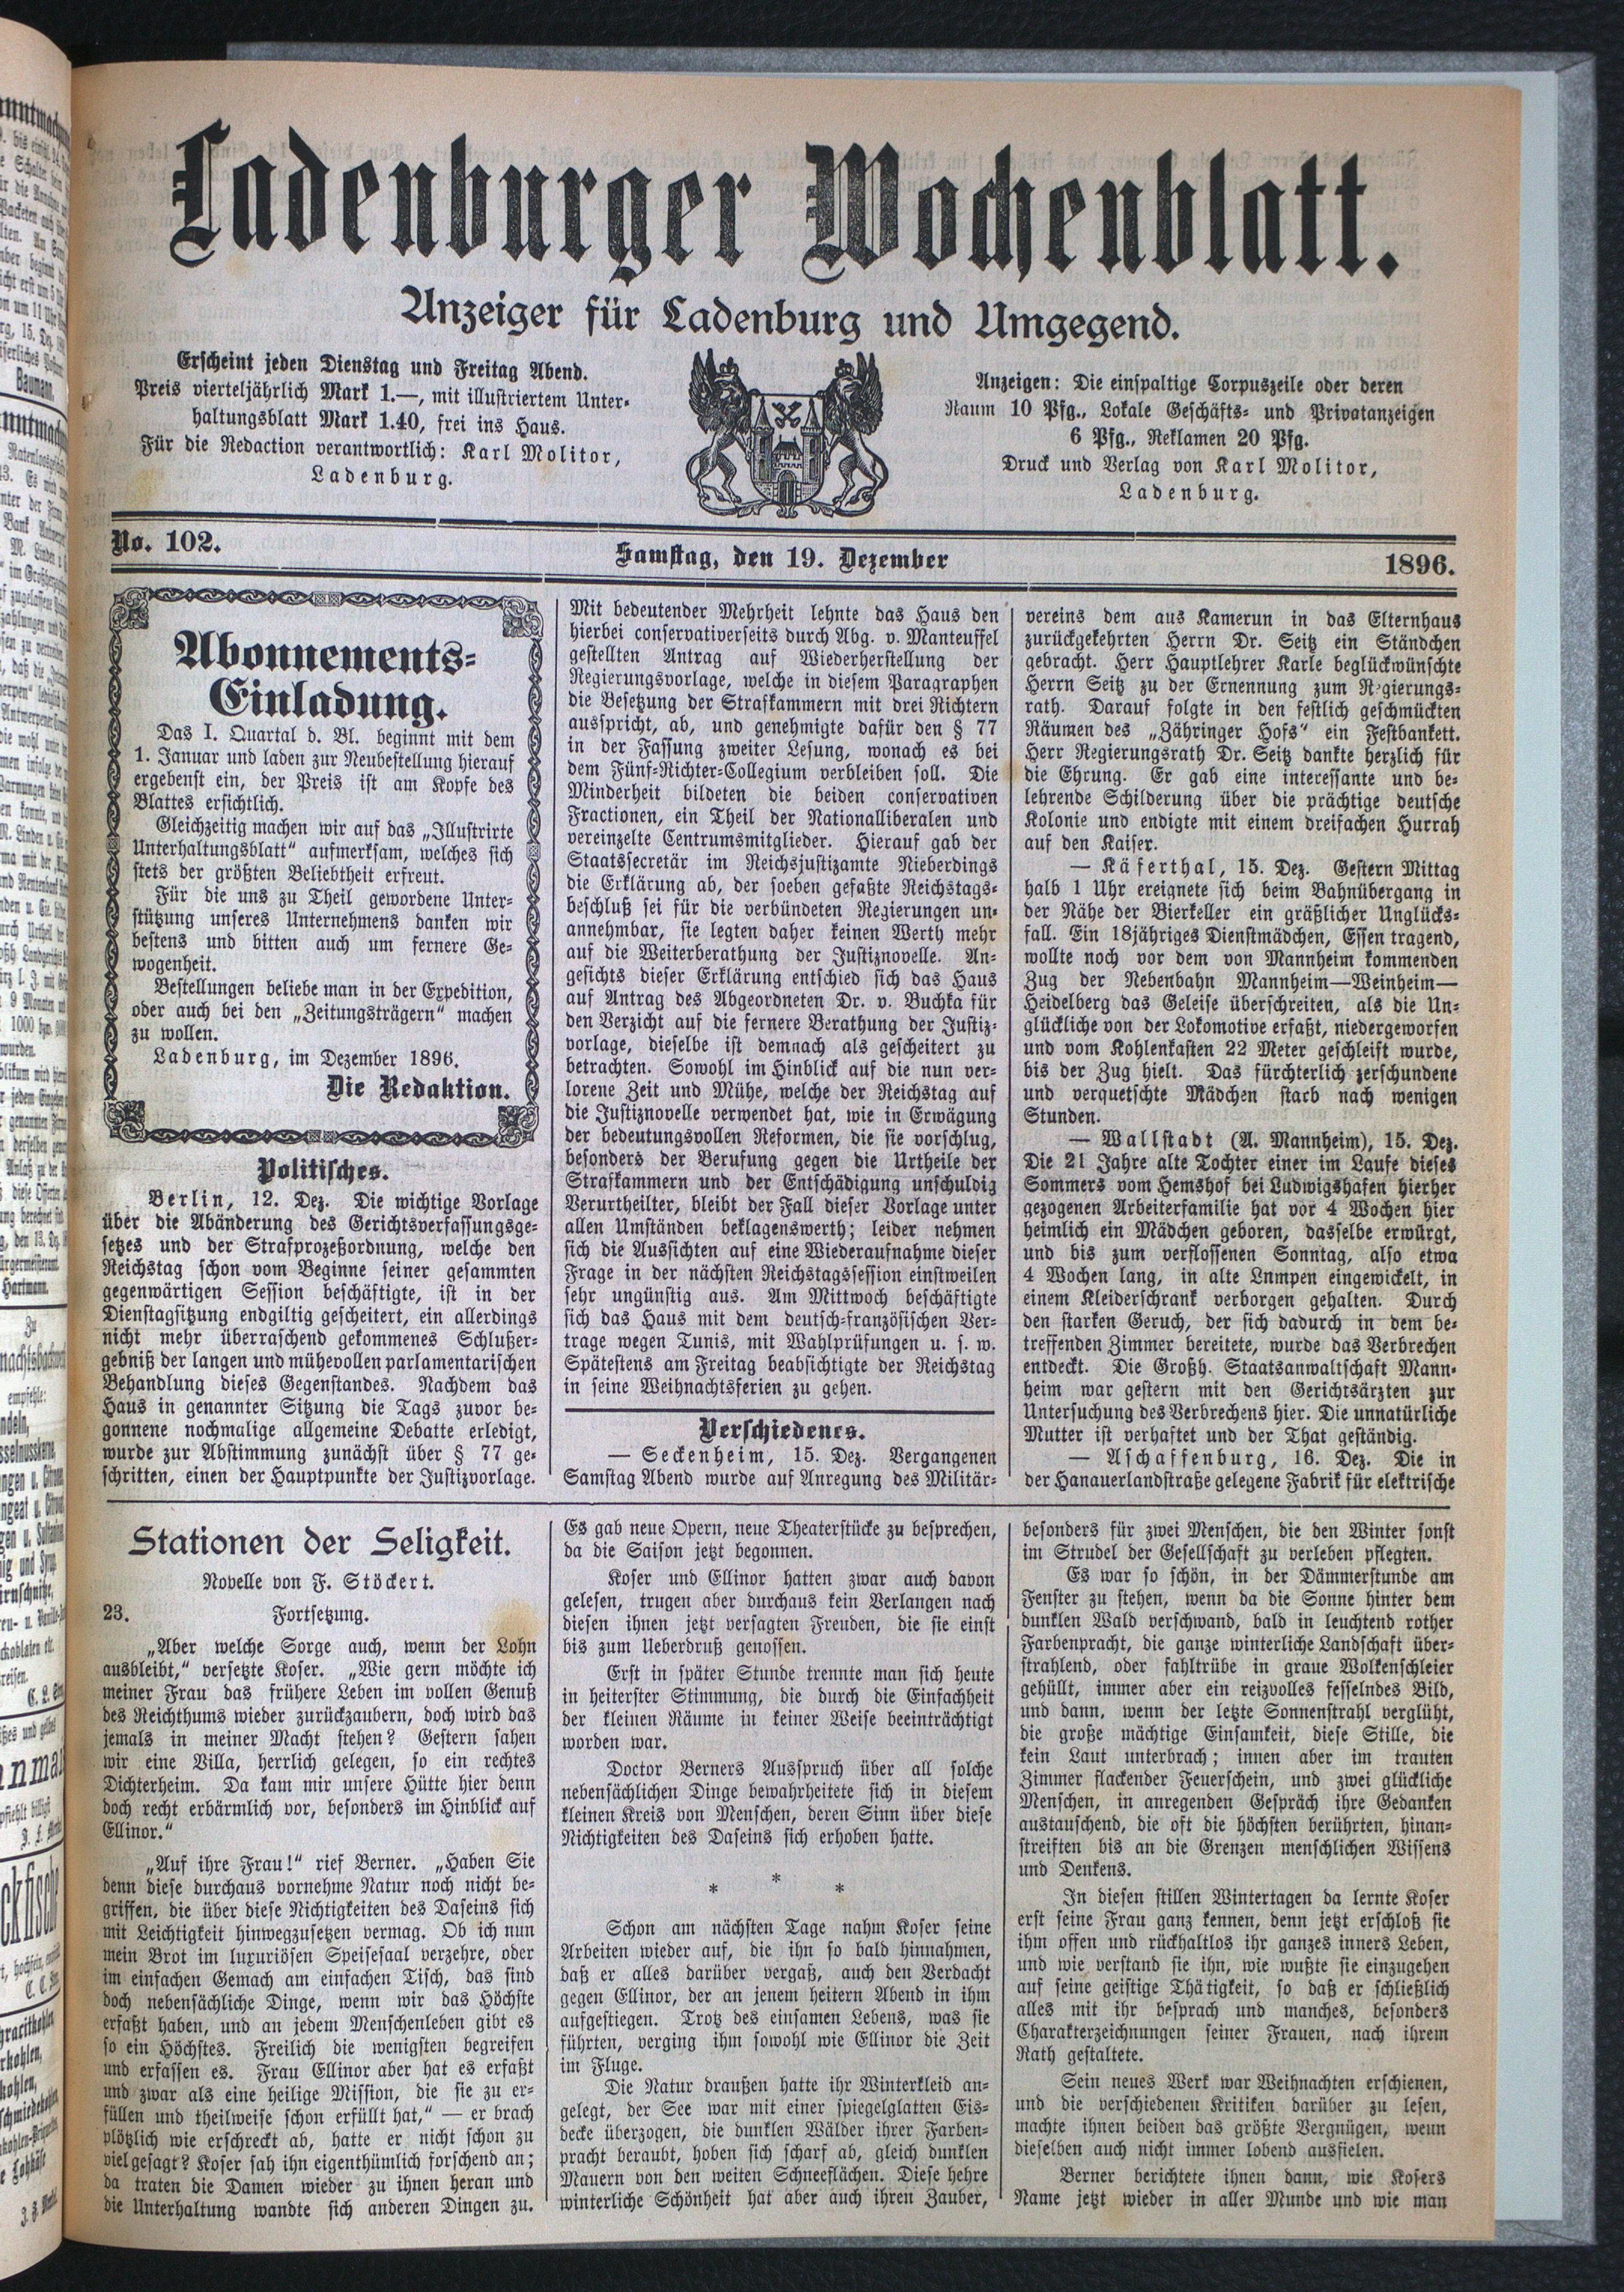 Ladenburger Wochenblatt.
Anzeiger für Ladenburg und Umgegend.
Erscheint jeden Dienstag und Freitag Abend.
Preis vierteljährlich Mark 1.—, mit illustriertem Unter-
haltungsblatt Mark 1.40, frei ins Haus.
Für die Redaction verantwortlich: Karl Molitor,
Ladenburg.
Anzeigen: Die einspaltige Corpuszeile oder deren
Raum 10 Pfg., Lokale Geschäfts- und Privatanzeigen
6 Pfg., Reklamen 20 Pfg.
Druck und Verlag von Karl Molitor,
Ladenburg.
No. 102.
Samstag, den 19. Dezember
1896.
Abonnements-
Einladung.
Das I. Quartal d. Bl. beginnt mit dem
1. Januar und laden zur Neubestellung hierauf
ergebenst ein, der Preis ist am Kopfe des
Blattes ersichtlich.
Gleichzeitig machen wir auf das „Illustrirte
Unterhaltungsblatt“ aufmerksam, welches sich
stets der größten Beliebtheit erfreut.
Für die uns zu Theil gewordene Unter-
stützung unseres Unternehmens danken wir
bestens und bitten auch um fernere Ge-
wogenheit.
Bestellungen beliebe man in der Expedition,
oder auch bei den „Zeitungsträgern“ machen
zu wollen.
Ladenburg, im Dezember 1896.
Die Redaktion.
Politisches.
Berlin, 12. Dez. Die wichtige Vorlage
über die Abänderung des Gerichtsverfassungsge-
setzes und der Strafprozeßordnung, welche den
Reichstag schon vom Beginne seiner gesammten
gegenwärtigen Session beschäftigte, ist in der
Dienstagsitzung endgiltig gescheitert, ein allerdings
nicht mehr überraschend gekommenes Schlußer-
gebniß der langen und mühevollen parlamentarischen
Behandlung dieses Gegenstandes. Nachdem das
Haus in genannter Sitzung die Tags zuvor be-
gonnene nochmalige allgemeine Debatte erledigt,
wurde zur Abstimmung zunächst über § 77 ge-
schritten, einen der Hauptpunkte der Justizvorlage.
Mit bedeutender Mehrheit lehnte das Haus den
hierbei conservativerseits durch Abg. v. Manteuffel
gestellten Antrag auf Wiederherstellung der
Regierungsvorlage, welche in diesem Paragraphen
die Besetzung der Strafkammern mit drei Richtern
ausspricht, ab, und genehmigte dafür den § 77
in der Fassung zweiter Lesung, wonach es bei
dem Fünf-Richter-Collegium verbleiben soll. Die
Minderheit bildeten die beiden conservativen
Fractionen, ein Theil der Nationalliberalen und
vereinzelte Centrumsmitglieder. Hierauf gab der
Staatssecretär im Reichsjustizamte Nieberdings
die Erklärung ab, der soeben gefaßte Reichstags-
beschluß sei für die verbündeten Regierungen un-
annehmbar, sie legten daher keinen Werth mehr
auf die Weiterberathung der Justiznovelle. An-
gesichts dieser Erklärung entschied sich das Haus
auf Antrag des Abgeordneten Dr. v. Buchka für
den Verzicht auf die fernere Berathung der Justiz-
vorlage, dieselbe ist demnach als gescheitert zu
betrachten. Sowohl im Hinblick auf die nun ver-
lorene Zeit und Mühe, welche der Reichstag auf
die Justiznovelle verwendet hat, wie in Erwägung
der bedeutungsvollen Reformen, die sie vorschlug,
besonders der Berufung gegen die Urtheile der
Strafkammern und der Entschädigung unschuldig
Verurtheilter, bleibt der Fall dieser Vorlage unter
allen Umständen beklagenswerth; leider nehmen
sich die Aussichten auf eine Wiederaufnahme dieser
Frage in der nächsten Reichstagssession einstweilen
sehr ungünstig aus. Am Mittwoch beschäftigte
sich das Haus mit dem deutsch-französischen Ver-
trage wegen Tunis, mit Wahlprüfungen u. s. w.
Spätestens am Freitag beabsichtigte der Reichstag
in seine Weihnachtsferien zu gehen.
Verschiedenes.
— Seckenheim, 15. Dez. Vergangenen
Samstag Abend wurde auf Anregung des Militär-
vereins dem aus Kamerun in das Elternhaus
zurückgekehrten Herrn Dr. Seitz ein Ständchen
gebracht. Herr Hauptlehrer Karle beglückwünschte
Herrn Seitz zu der Ernennung zum Regierungs-
rath. Darauf folgte in den festlich geschmückten
Räumen des „Zähringer Hofs“ ein Festbankett.
Herr Regierungsrath Dr. Seitz dankte herzlich für
die Ehrung. Er gab eine interessante und be-
lehrende Schilderung über die prächtige deutsche
Kolonie und endigte mit einem dreifachen Hurrah
auf den Kaiser.
— Käferthal, 15. Dez. Gestern Mittag
halb 1 Uhr ereignete sich beim Bahnübergang in
der Nähe der Bierkeller ein gräßlicher Unglücks-
fall. Ein 18jähriges Dienstmädchen, Essen tragend,
wollte noch vor dem von Mannheim kommenden
Zug der Nebenbahn Mannheim—Weinheim—
Heidelberg das Geleise überschreiten, als die Un-
glückliche von der Lokomotive erfaßt, niedergeworfen
und vom Kohlenkasten 22 Meter geschleift wurde,
bis der Zug hielt. Das fürchterlich zerschundene
und verquetschte Mädchen starb nach wenigen
Stunden.
— Wallstadt (A. Mannheim), 15. Dez.
Die 21 Jahre alte Tochter einer im Laufe dieses
Sommers vom Hemshof bei Ludwigshafen hierher
gezogenen Arbeiterfamilie hat vor 4 Wochen hier
heimlich ein Mädchen geboren, dasselbe erwürgt,
und bis zum verflossenen Sonntag, also etwa
4 Wochen lang, in alte Lnmpen eingewickelt, in
einem Kleiderschrank verborgen gehalten. Durch
den starken Geruch, der sich dadurch in dem be-
treffenden Zimmer bereitete, wurde das Verbrechen
entdeckt. Die Großh. Staatsanwaltschaft Mann-
heim war gestern mit den Gerichtsärzten zur
Untersuchung des Verbrechens hier. Die unnatürliche
Mutter ist verhaftet und der That geständig.
— Aschaffenburg, 16. Dez. Die in
der Hanauerlandstraße gelegene Fabrik für elektrische
Stationen der Seligkeit.
Novelle von F. Stöckert.
23. Fortsetzung.
„Aber welche Sorge auch, wenn der Lohn
ausbleibt,“ versetzte Koser. „Wie gern möchte ich
meiner Frau das frühere Leben im vollen Genuß
des Reichthums wieder zurückzaubern, doch wird das
jemals in meiner Macht stehen? Gestern sahen
wir eine Villa, herrlich gelegen, so ein rechtes
Dichterheim. Da kam mir unsere Hütte hier denn
doch recht erbärmlich vor, besonders im Hinblick auf
Ellinor.“
„Auf ihre Frau!“ rief Berner. „Haben Sie
denn diese durchaus vornehme Natur noch nicht be-
griffen, die über diese Nichtigkeiten des Daseins sich
mit Leichtigkeit hinwegzusetzen vermag. Ob ich nun
mein Brot im luxuriösen Speisesaal verzehre, oder
im einfachen Gemach am einfachen Tisch, das sind
doch nebensächliche Dinge, wenn wir das Höchste
erfaßt haben, und an jedem Menschenleben gibt es
so ein Höchstes. Freilich die wenigsten begreifen
und erfassen es. Frau Ellinor aber hat es erfaßt
und zwar als eine heilige Mission, die sie zu er-
füllen und theilweise schon erfüllt hat,“ — er brach
plötzlich wie erschreckt ab, hatte er nicht schon zu
viel gesagt? Koser sah ihn eigenthümlich forschend an;
da traten die Damen wieder zu ihnen heran und
die Unterhaltung wandte sich anderen Dingen zu.
Es gab neue Opern, neue Theaterstücke zu besprechen,
da die Saison jetzt begonnen.
Koser und Ellinor hatten zwar auch davon
gelesen, trugen aber durchaus kein Verlangen nach
diesen ihnen jetzt versagten Freuden, die sie einst
bis zum Ueberdruß genossen.
Erst in später Stunde trennte man sich heute
in heiterster Stimmung, die durch die Einfachheit
der kleinen Räume in keiner Weise beeinträchtigt
worden war.
Doctor Berners Ausspruch über all solche
nebensächlichen Dinge bewahrheitete sich in diesem
kleinen Kreis von Menschen, deren Sinn über diese
Nichtigkeiten des Daseins sich erhoben hatte.
* * *
Schon am nächsten Tage nahm Koser seine
Arbeiten wieder auf, die ihn so bald hinnahmen,
daß er alles darüber vergaß, auch den Verdacht
gegen Ellinor, der an jenem heitern Abend in ihm
aufgestiegen. Trotz des einsamen Lebens, was sie
führten, verging ihm sowohl wie Ellinor die Zeit
im Fluge.
Die Natur draußen hatte ihr Winterkleid an-
gelegt, der See war mit einer spiegelglatten Eis-
decke überzogen, die dunklen Wälder ihrer Farben-
pracht beraubt, hoben sich scharf ab, gleich dunklen
Mauern von den weiten Schneeflächen. Diese hehre
winterliche Schönheit hat aber auch ihren Zauber,
besonders für zwei Menschen, die den Winter sonst
im Strudel der Gesellschaft zu verleben pflegten.
Es war so schön, in der Dämmerstunde am
Fenster zu stehen, wenn da die Sonne hinter dem
dunklen Wald verschwand, bald in leuchtend rother
Farbenpracht, die ganze winterliche Landschaft über-
strahlend, oder fahltrübe in graue Wolkenschleier
gehüllt, immer aber ein reizvolles fesselndes Bild,
und dann, wenn der letzte Sonnenstrahl verglüht,
die große mächtige Einsamkeit, diese Stille, die
kein Laut unterbrach; innen aber im trauten
Zimmer flackender Feuerschein, und zwei glückliche
Menschen, in anregenden Gespräch ihre Gedanken
austauschend, die oft die höchsten berührten, hinan-
streiften bis an die Grenzen menschlichen Wissens
und Denkens.
In diesen stillen Wintertagen da lernte Koser
erst seine Frau ganz kennen, denn jetzt erschloß sie
ihm offen und rückhaltlos ihr ganzes inners Leben,
und wie verstand sie ihn, wie wußte sie einzugehen
auf seine geistige Thätigkeit, so daß er schließlich
alles mit ihr besprach und manches, besonders
Charakterzeichnungen seiner Frauen, nach ihrem
Rath gestaltete.
Sein neues Werk war Weihnachten erschienen,
und die verschiedenen Kritiken darüber zu lesen,
machte ihnen beiden das größte Vergnügen, wenn
dieselben auch nicht immer lobend ausfielen.
Berner berichtete ihnen dann, wie Kosers
Name jetzt wieder in aller Munde und wie man